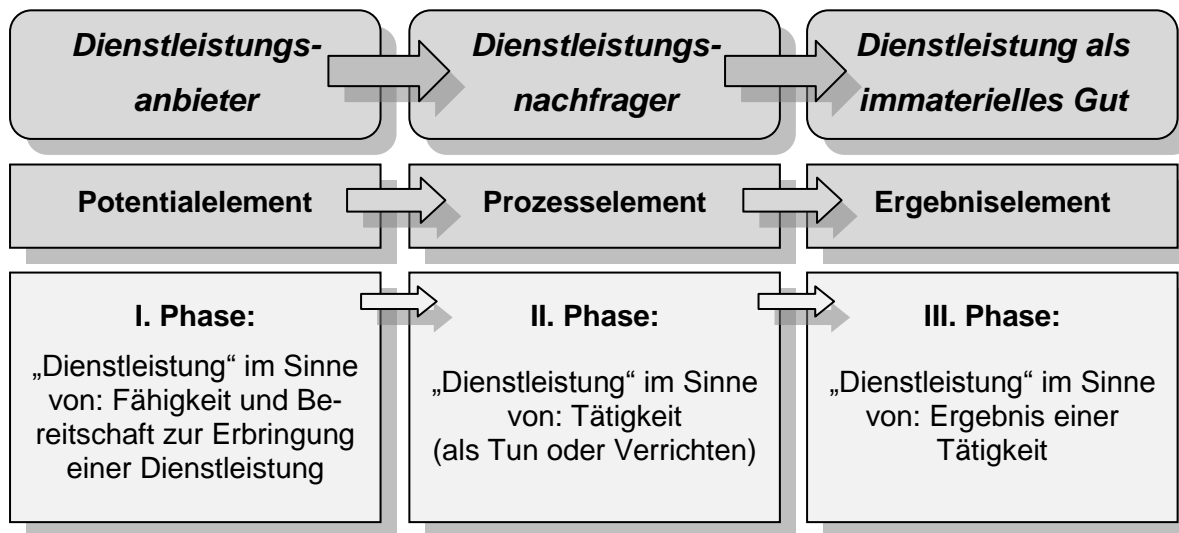 Dienstleistungs-
anbieter
Dienstleistungs-
nachfrager
Dienstleistung als
immaterielles Gut
Potentialelement
Prozesselement
Ergebniselement
I. Phase:
„Dienstleistung“ im Sinne
von: Fähigkeit und Be-
reitschaft zur Erbringung
einer Dienstleistung
II. Phase:
„Dienstleistung“ im Sinne
von: Tätigkeit
(als Tun oder Verrichten)
III. Phase:
„Dienstleistung“ im Sinne
von: Ergebnis einer
Tätigkeit